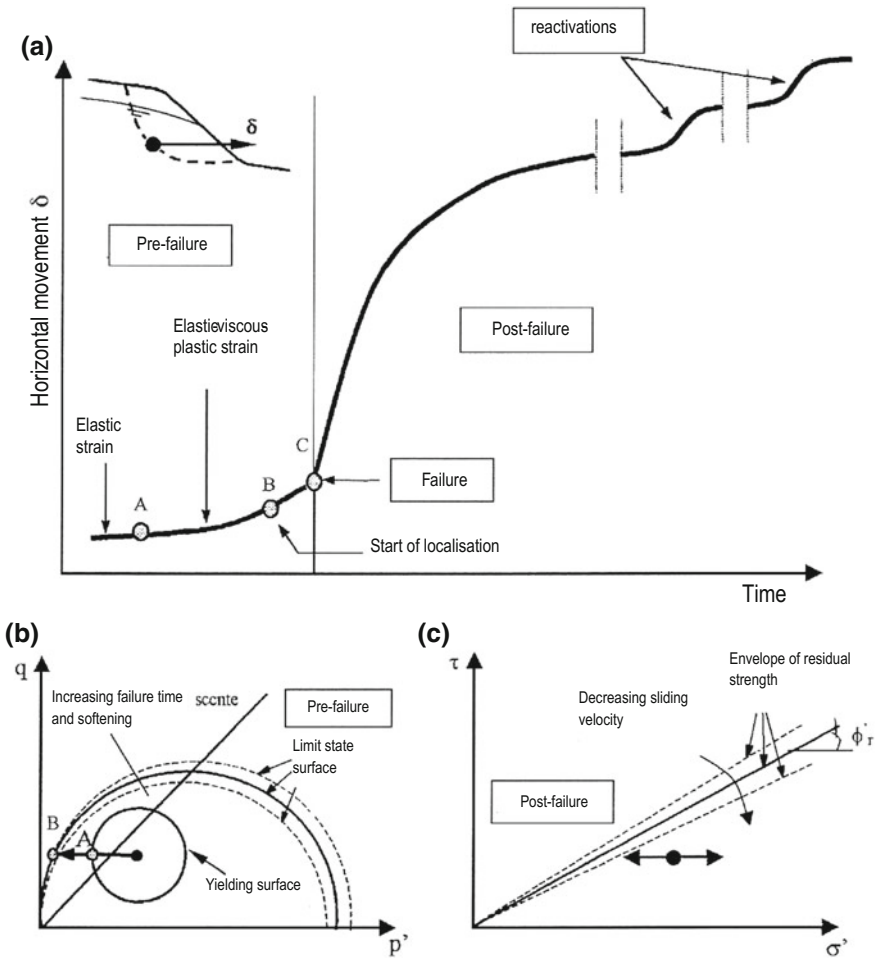 (a)
reactivations
δ
Pre-failure
Horizontal movement δ
Elastieviscous
plastic strain
Post-failure
Elastic
strain
C
Failure
B
A
Start of localisation
Time
(b)
q
Increasing failure time
and softening
scente
Pre-failure
Limit state
surface
B
A
Yielding surface
p'
(c)
τ
Envelope of residual
strength
Decreasing sliding
velocity
ϕ'r
Post-failure
σ'